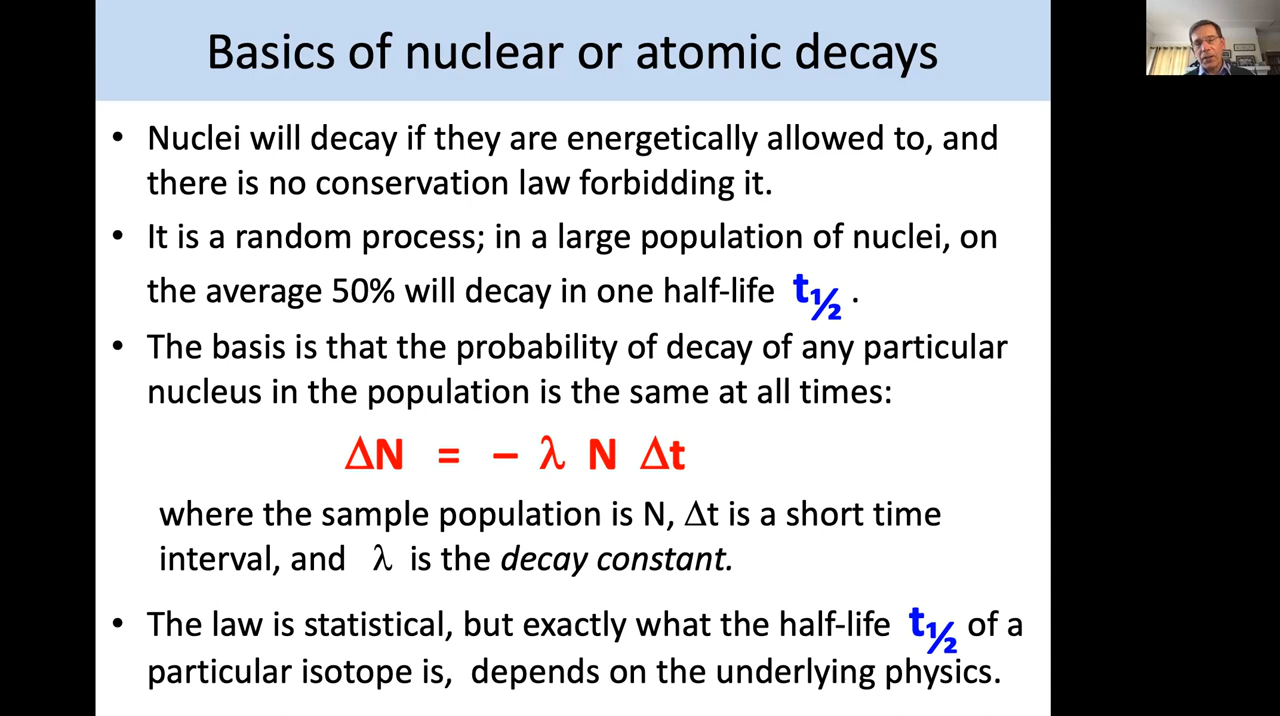 Basics of nuclear or atomic decays
• Nuclei will decay if they are energetically allowed to, and
there is no conservation law forbidding it.
• It is a random process; in a large population of nuclei, on
the average 50% will decay in one half-life t½ .
• The basis is that the probability of decay of any particular
nucleus in the population is the same at all times:
ΔN = – λ N Δt
where the sample population is N, Δt is a short time
interval, and λ is the decay constant.
• The law is statistical, but exactly what the half-life t½ of a
particular isotope is, depends on the underlying physics.